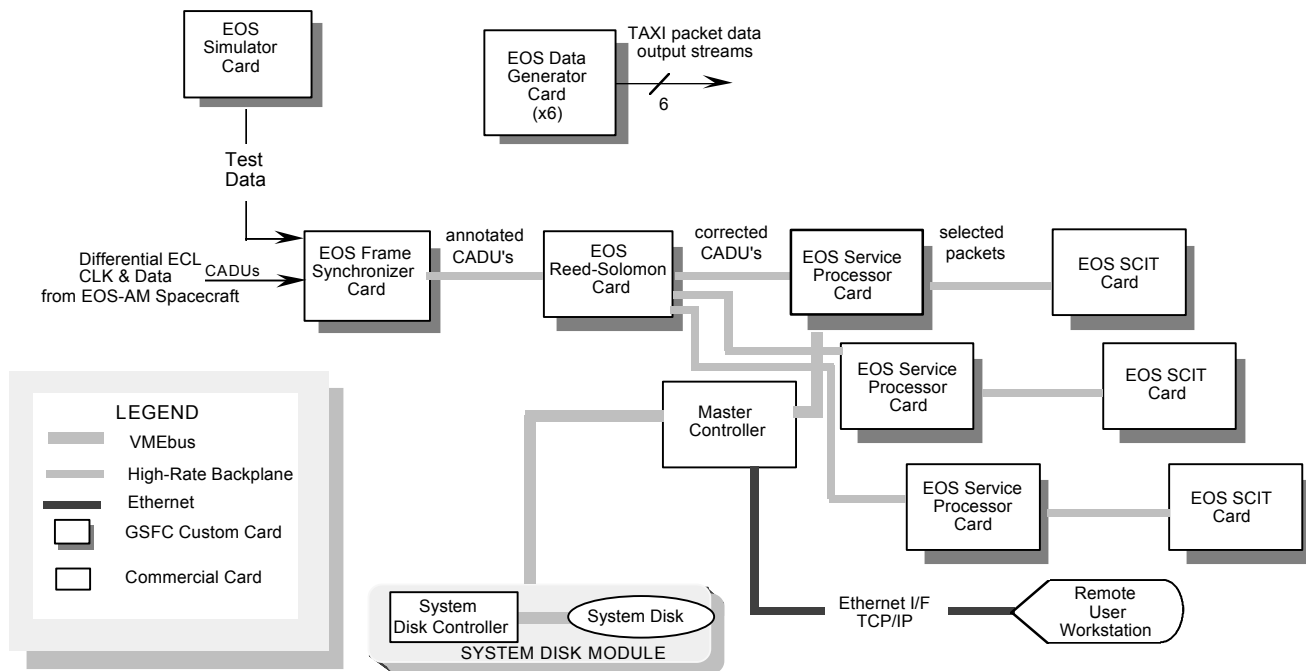 EOS
Simulator
Card
EOS Data
Generator
Card
(x6)
TAXI packet data
output streams
6
Test
Data
Differential ECL
CLK & Data
from EOS-AM Spacecraft
CADUs
EOS Frame
Synchronizer
Card
annotated
CADU's
EOS
Reed-Solomon
Card
corrected
CADU's
EOS Service
Processor
Card
selected
packets
EOS SCIT
Card
EOS Service
Processor
Card
EOS SCIT
Card
EOS Service
Processor
Card
EOS SCIT
Card
Master
Controller
LEGEND
VMEbus
High-Rate Backplane
Ethernet
GSFC Custom Card
Commercial Card
System
Disk Controller
System Disk
SYSTEM DISK MODULE
Ethernet I/F
TCP/IP
Remote
User
Workstation